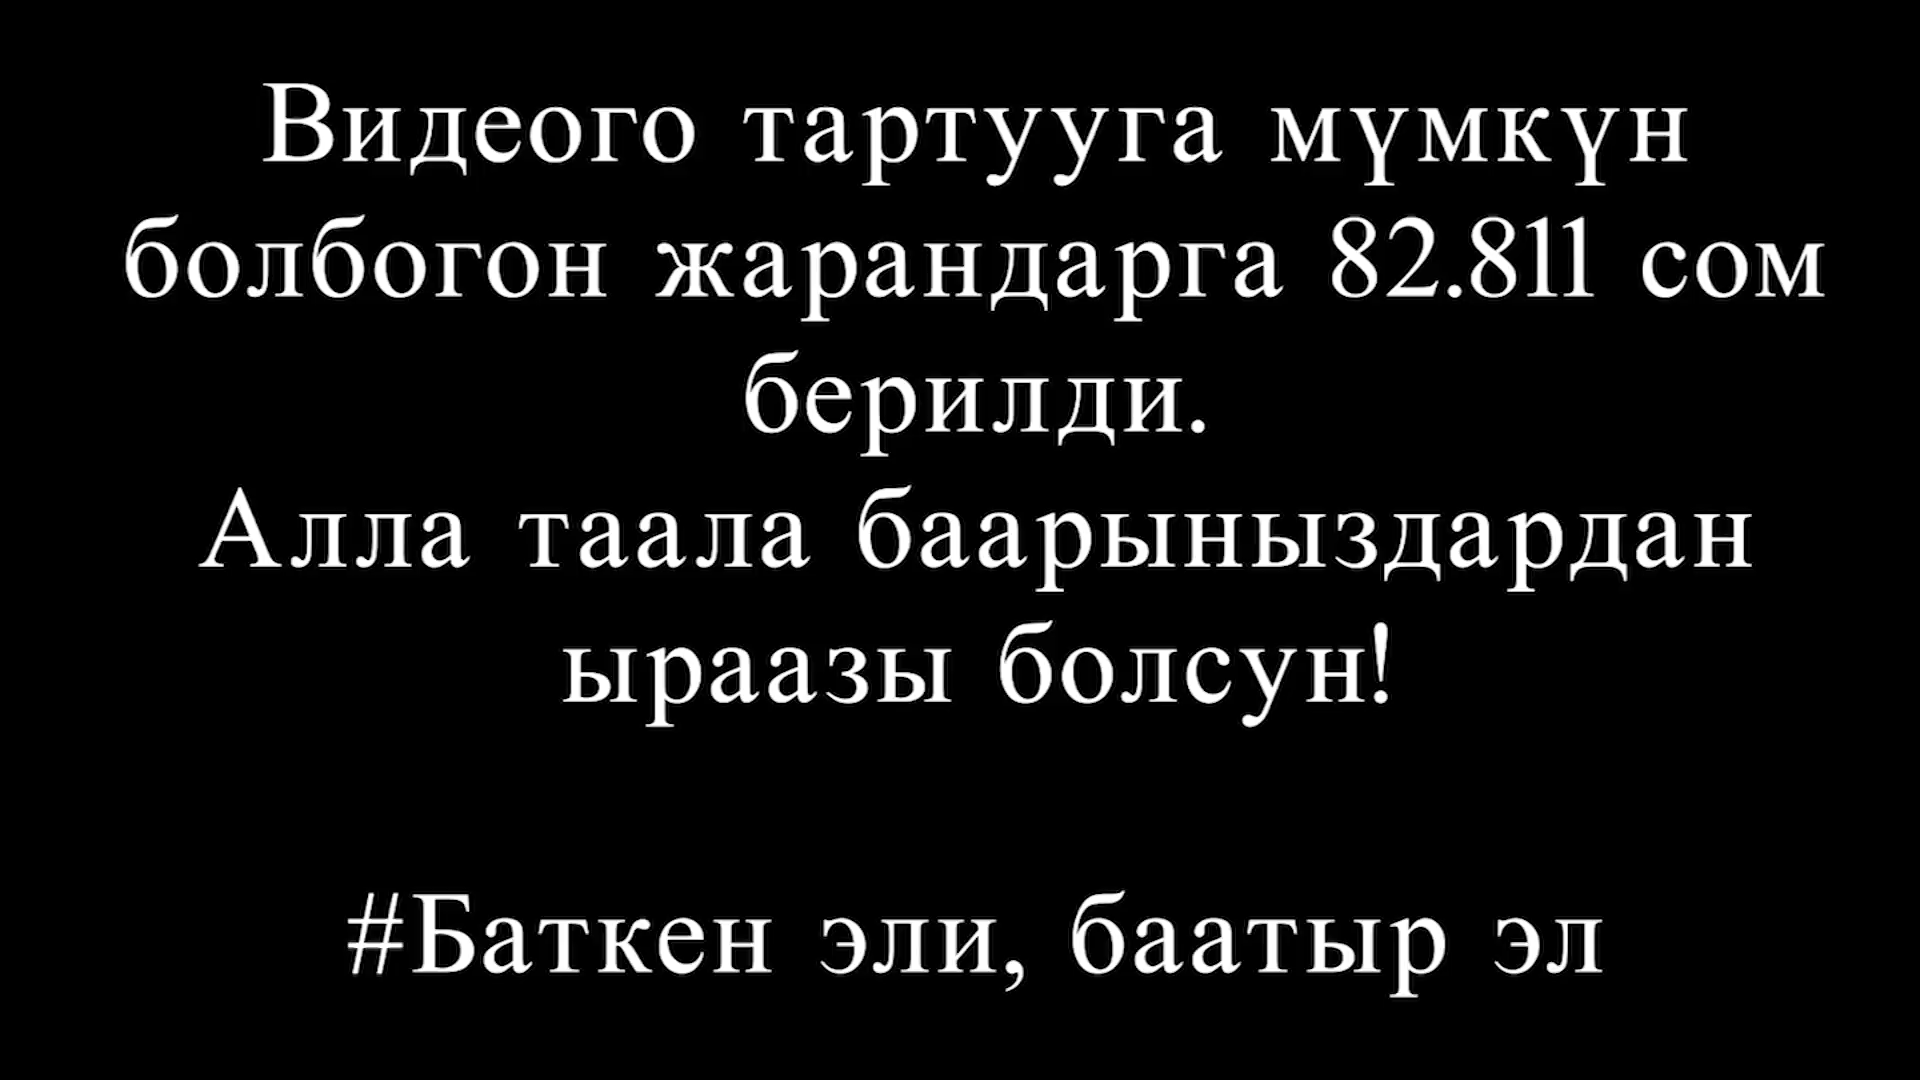 Видеого тартууга мүмкүн
болбогон жарандарга 82.811 сом
берилди.
Алла таала баарыныздардан
ыраазы болсун!
#Баткен эли, баатыр эл